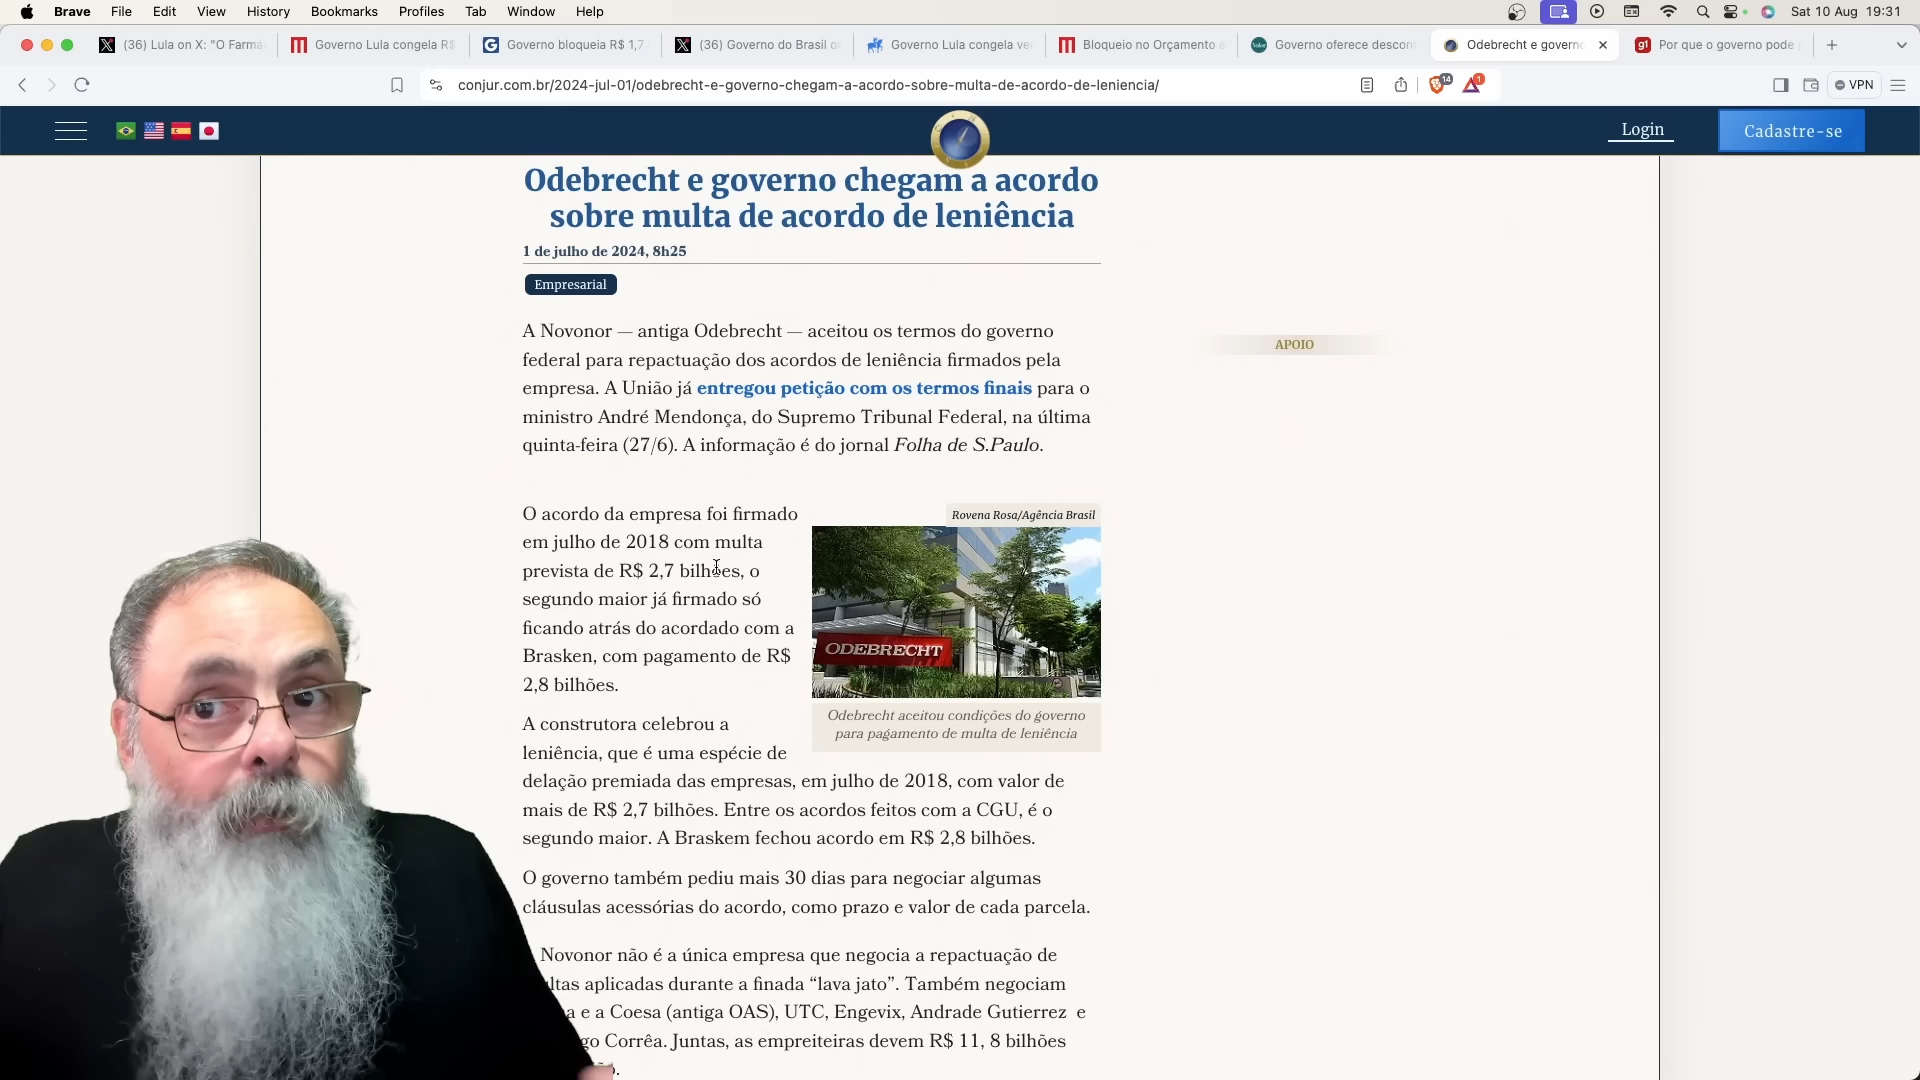 Brave File Edit View History Bookmarks Profiles Tab Window Help Sat 10 Aug 19:31
(36) Lula on X: "O Farma Governo Lula congela R$ Governo bloqueia R$ 1,7 (36) Governo do Brasil Governo Lula congela ver Bloqueio no Orçamento a Governo oferece descont Odebrecht e governo Por que o governo pode
conjur.com.br/2024-jul-01/odebrecht-e-governo-chegam-a-acordo-sobre-multa-de-acordo-de-leniencia/ 14 1 VPN
Login Cadastre-se
Odebrecht e governo chegam a acordo
sobre multa de acordo de leniência
1 de julho de 2024, 8h25
Empresarial
A Novonor — antiga Odebrecht — aceitou os termos do governo
federal para repactuação dos acordos de leniência firmados pela
empresa. A União já entregou petição com os termos finais para o
ministro André Mendonça, do Supremo Tribunal Federal, na última
quinta-feira (27/6). A informação é do jornal Folha de S.Paulo.
APOIO
O acordo da empresa foi firmado
em julho de 2018 com multa
prevista de R$ 2,7 bilhões, o
segundo maior já firmado só
ficando atrás do acordado com a
Brasken, com pagamento de R$
2,8 bilhões.
Rovena Rosa/Agência Brasil
ODEBRECHT
Odebrecht aceitou condições do governo
para pagamento de multa de leniência
A construtora celebrou a
leniência, que é uma espécie de
delação premiada das empresas, em julho de 2018, com valor de
mais de R$ 2,7 bilhões. Entre os acordos feitos com a CGU, é o
segundo maior. A Braskem fechou acordo em R$ 2,8 bilhões.
O governo também pediu mais 30 dias para negociar algumas
cláusulas acessórias do acordo, como prazo e valor de cada parcela.
Novonor não é a única empresa que negocia a repactuação de
ltas aplicadas durante a finada “lava jato”. Também negociam
a e a Coesa (antiga OAS), UTC, Engevix, Andrade Gutierrez e
go Corrêa. Juntas, as empreiteiras devem R$ 11, 8 bilhões